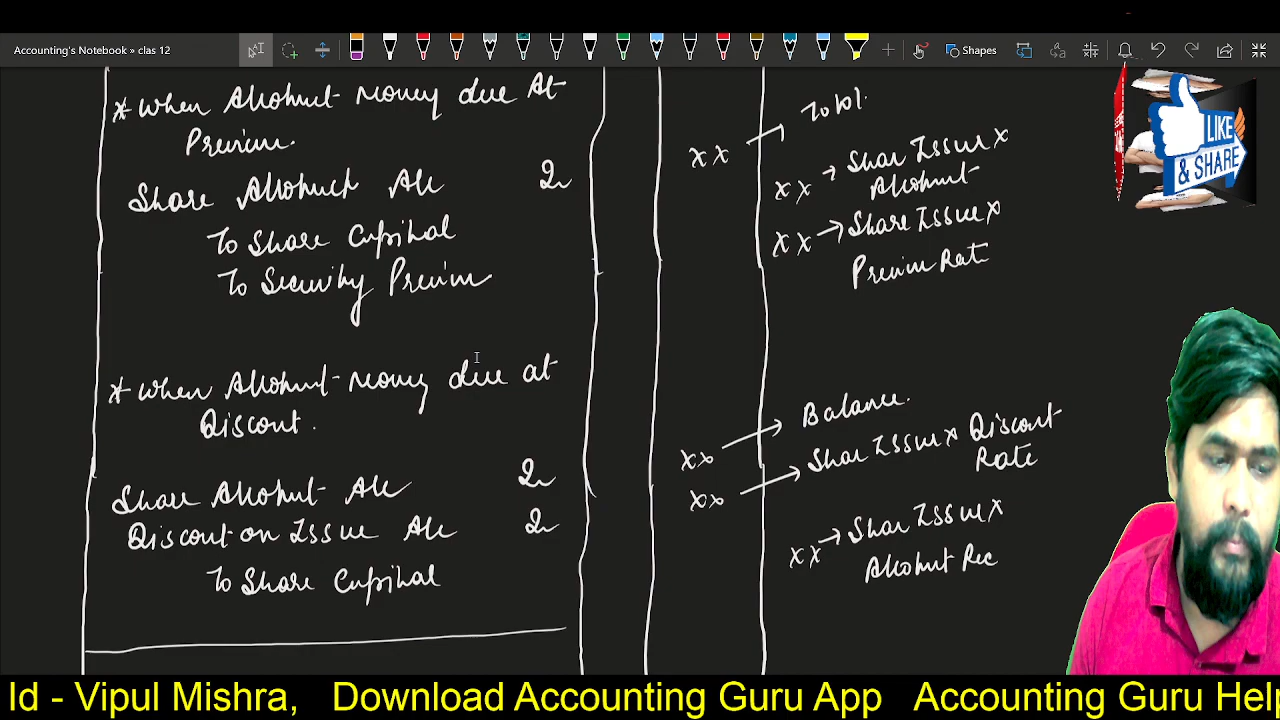 Accounting's Notebook » clas 12
Shapes
* When Allotment Money due At
Premium.
Share Allotment A/c Dr
To Share Capital
To Security Premium
xx → Total.
xx → Share Issue x
Allotment
xx → Share Issue x
Premium Rate
* When Allotment Money due at
Discount.
Share Allotment A/c Dr
Discount on Issue A/c Dr
To Share Capital
xx → Balance.
xx → Share Issue x Discount
Rate
xx → Share Issue x
Allotment Rec
LIKE
& SHARE
Id - Vipul Mishra, Download Accounting Guru App Accounting Guru Help